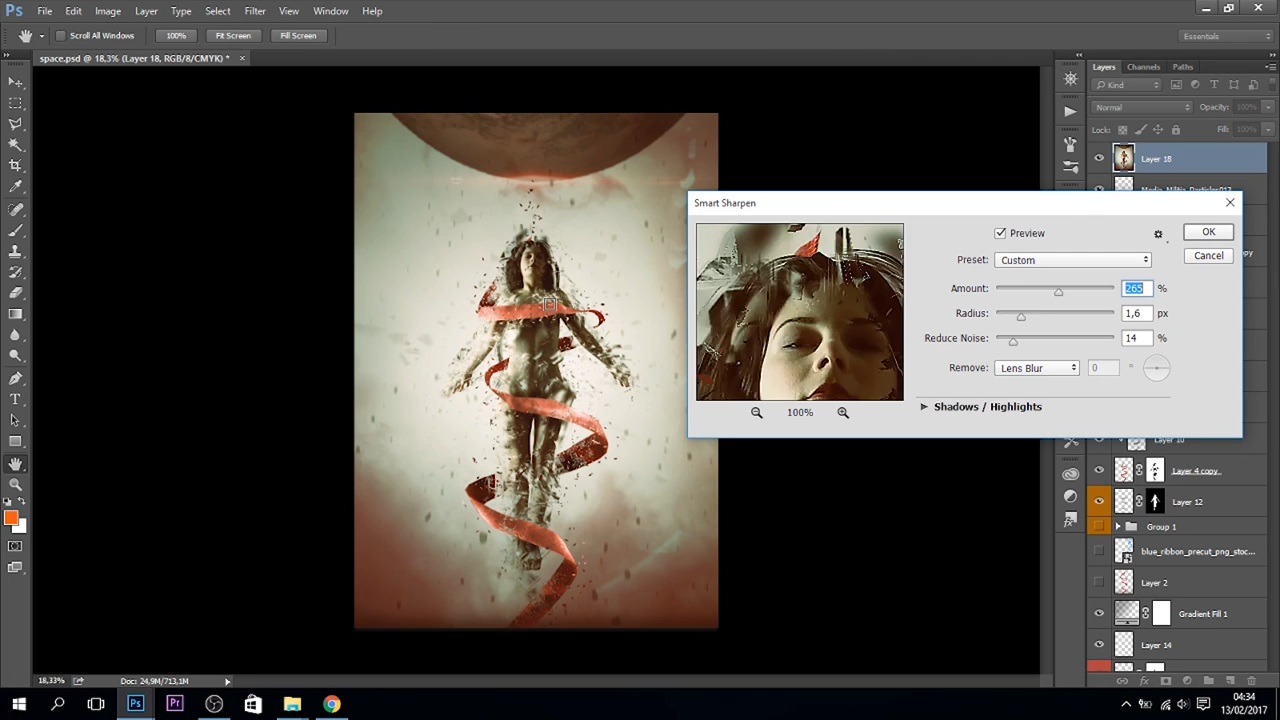 Ps File Edit Image Layer Type Select Filter View Window Help
Scroll All Windows 100% Fit Screen Fill Screen Essentials
space.psd @ 18,3% (Layer 18, RGB/8/CMYK) * ×
Layers Channels Paths
Kind
Normal Opacity: 100%
Lock: Fill: 100%
Layer 18
Smart Sharpen
Preview OK
Preset: Custom Cancel
Amount: 265 %
Radius: 1,6 px
Reduce Noise: 14 %
Remove: Lens Blur 0 °
Shadows / Highlights
100%
Layer 10
Layer 4 copy
Layer 12
Group 1
blue_ribbon_precut_png_stoc...
Layer 2
Gradient Fill 1
Layer 14
18,33% Doc: 24,9M/713,1M
Ps Pr
04:34
13/02/2017